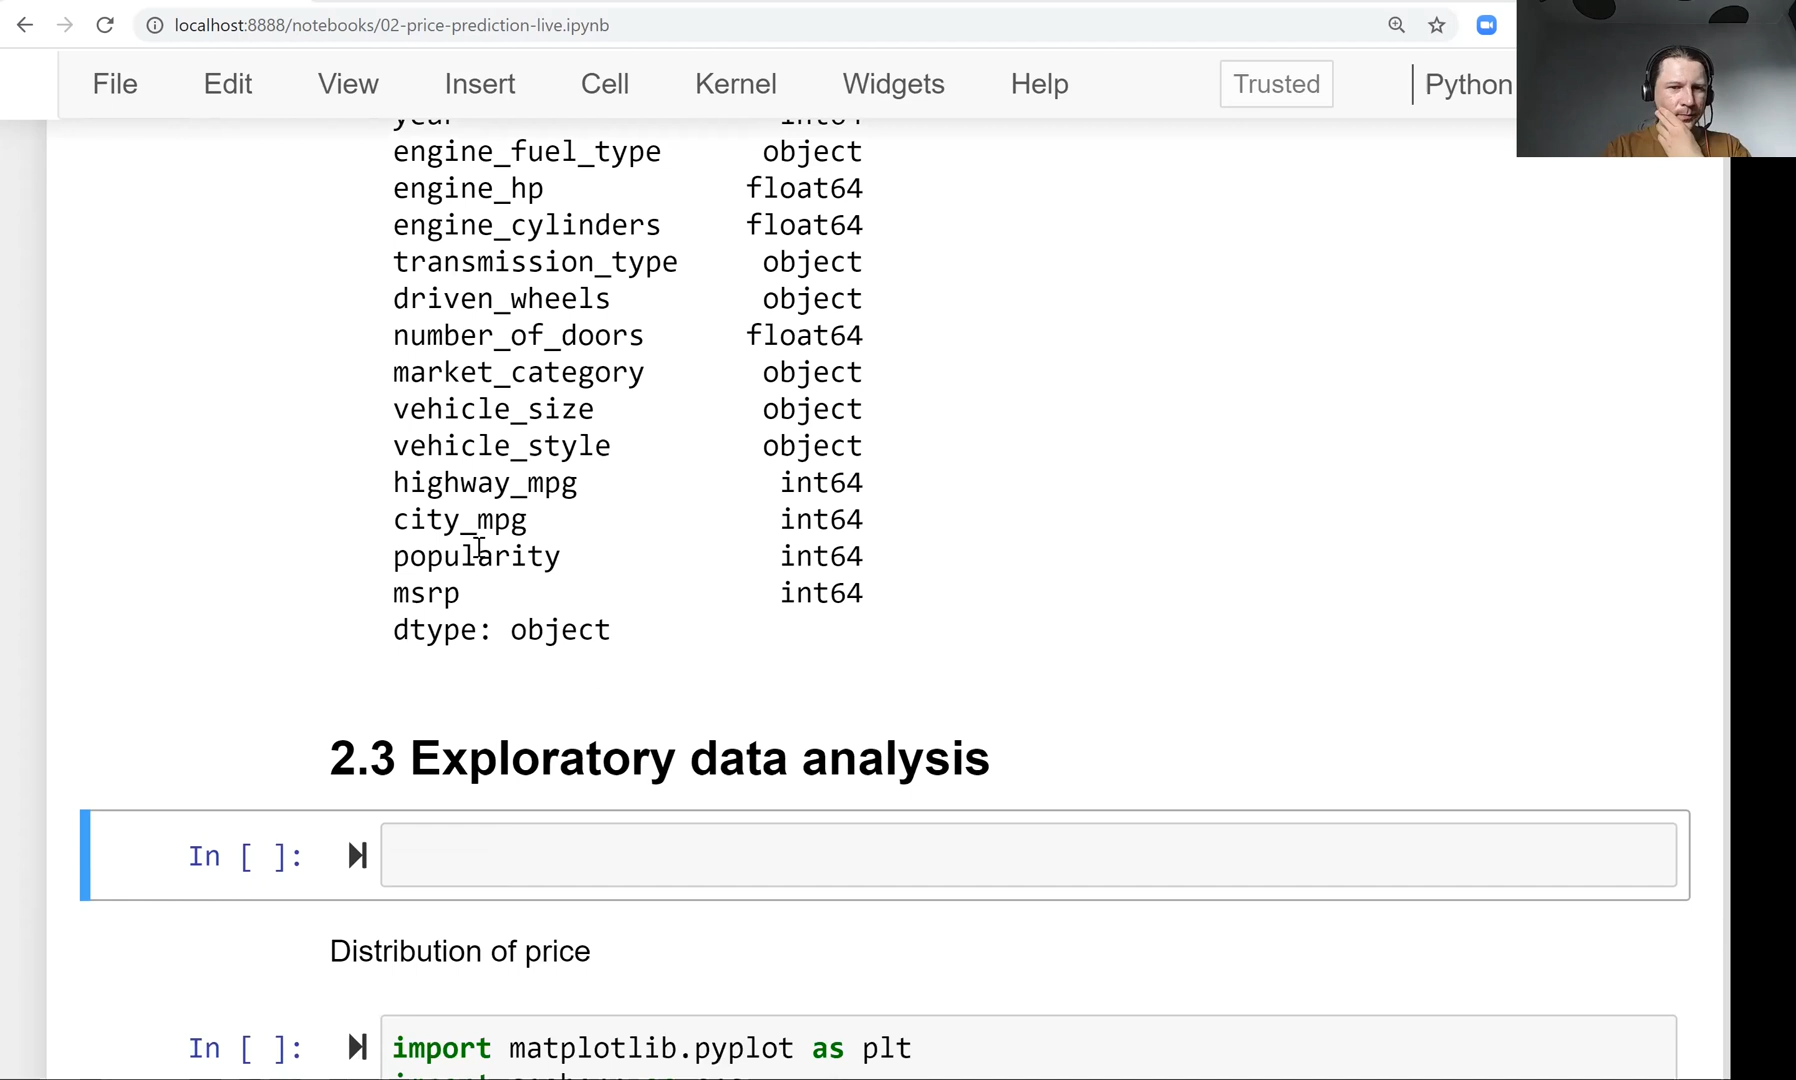 localhost:8888/notebooks/02-price-prediction-live.ipynb
File Edit View Insert Cell Kernel Widgets Help Trusted Python
year int64
engine_fuel_type object
engine_hp float64
engine_cylinders float64
transmission_type object
driven_wheels object
number_of_doors float64
market_category object
vehicle_size object
vehicle_style object
highway_mpg int64
city_mpg int64
popularity int64
msrp int64
dtype: object
2.3 Exploratory data analysis
In [ ]:
Distribution of price
In [ ]: import matplotlib.pyplot as plt